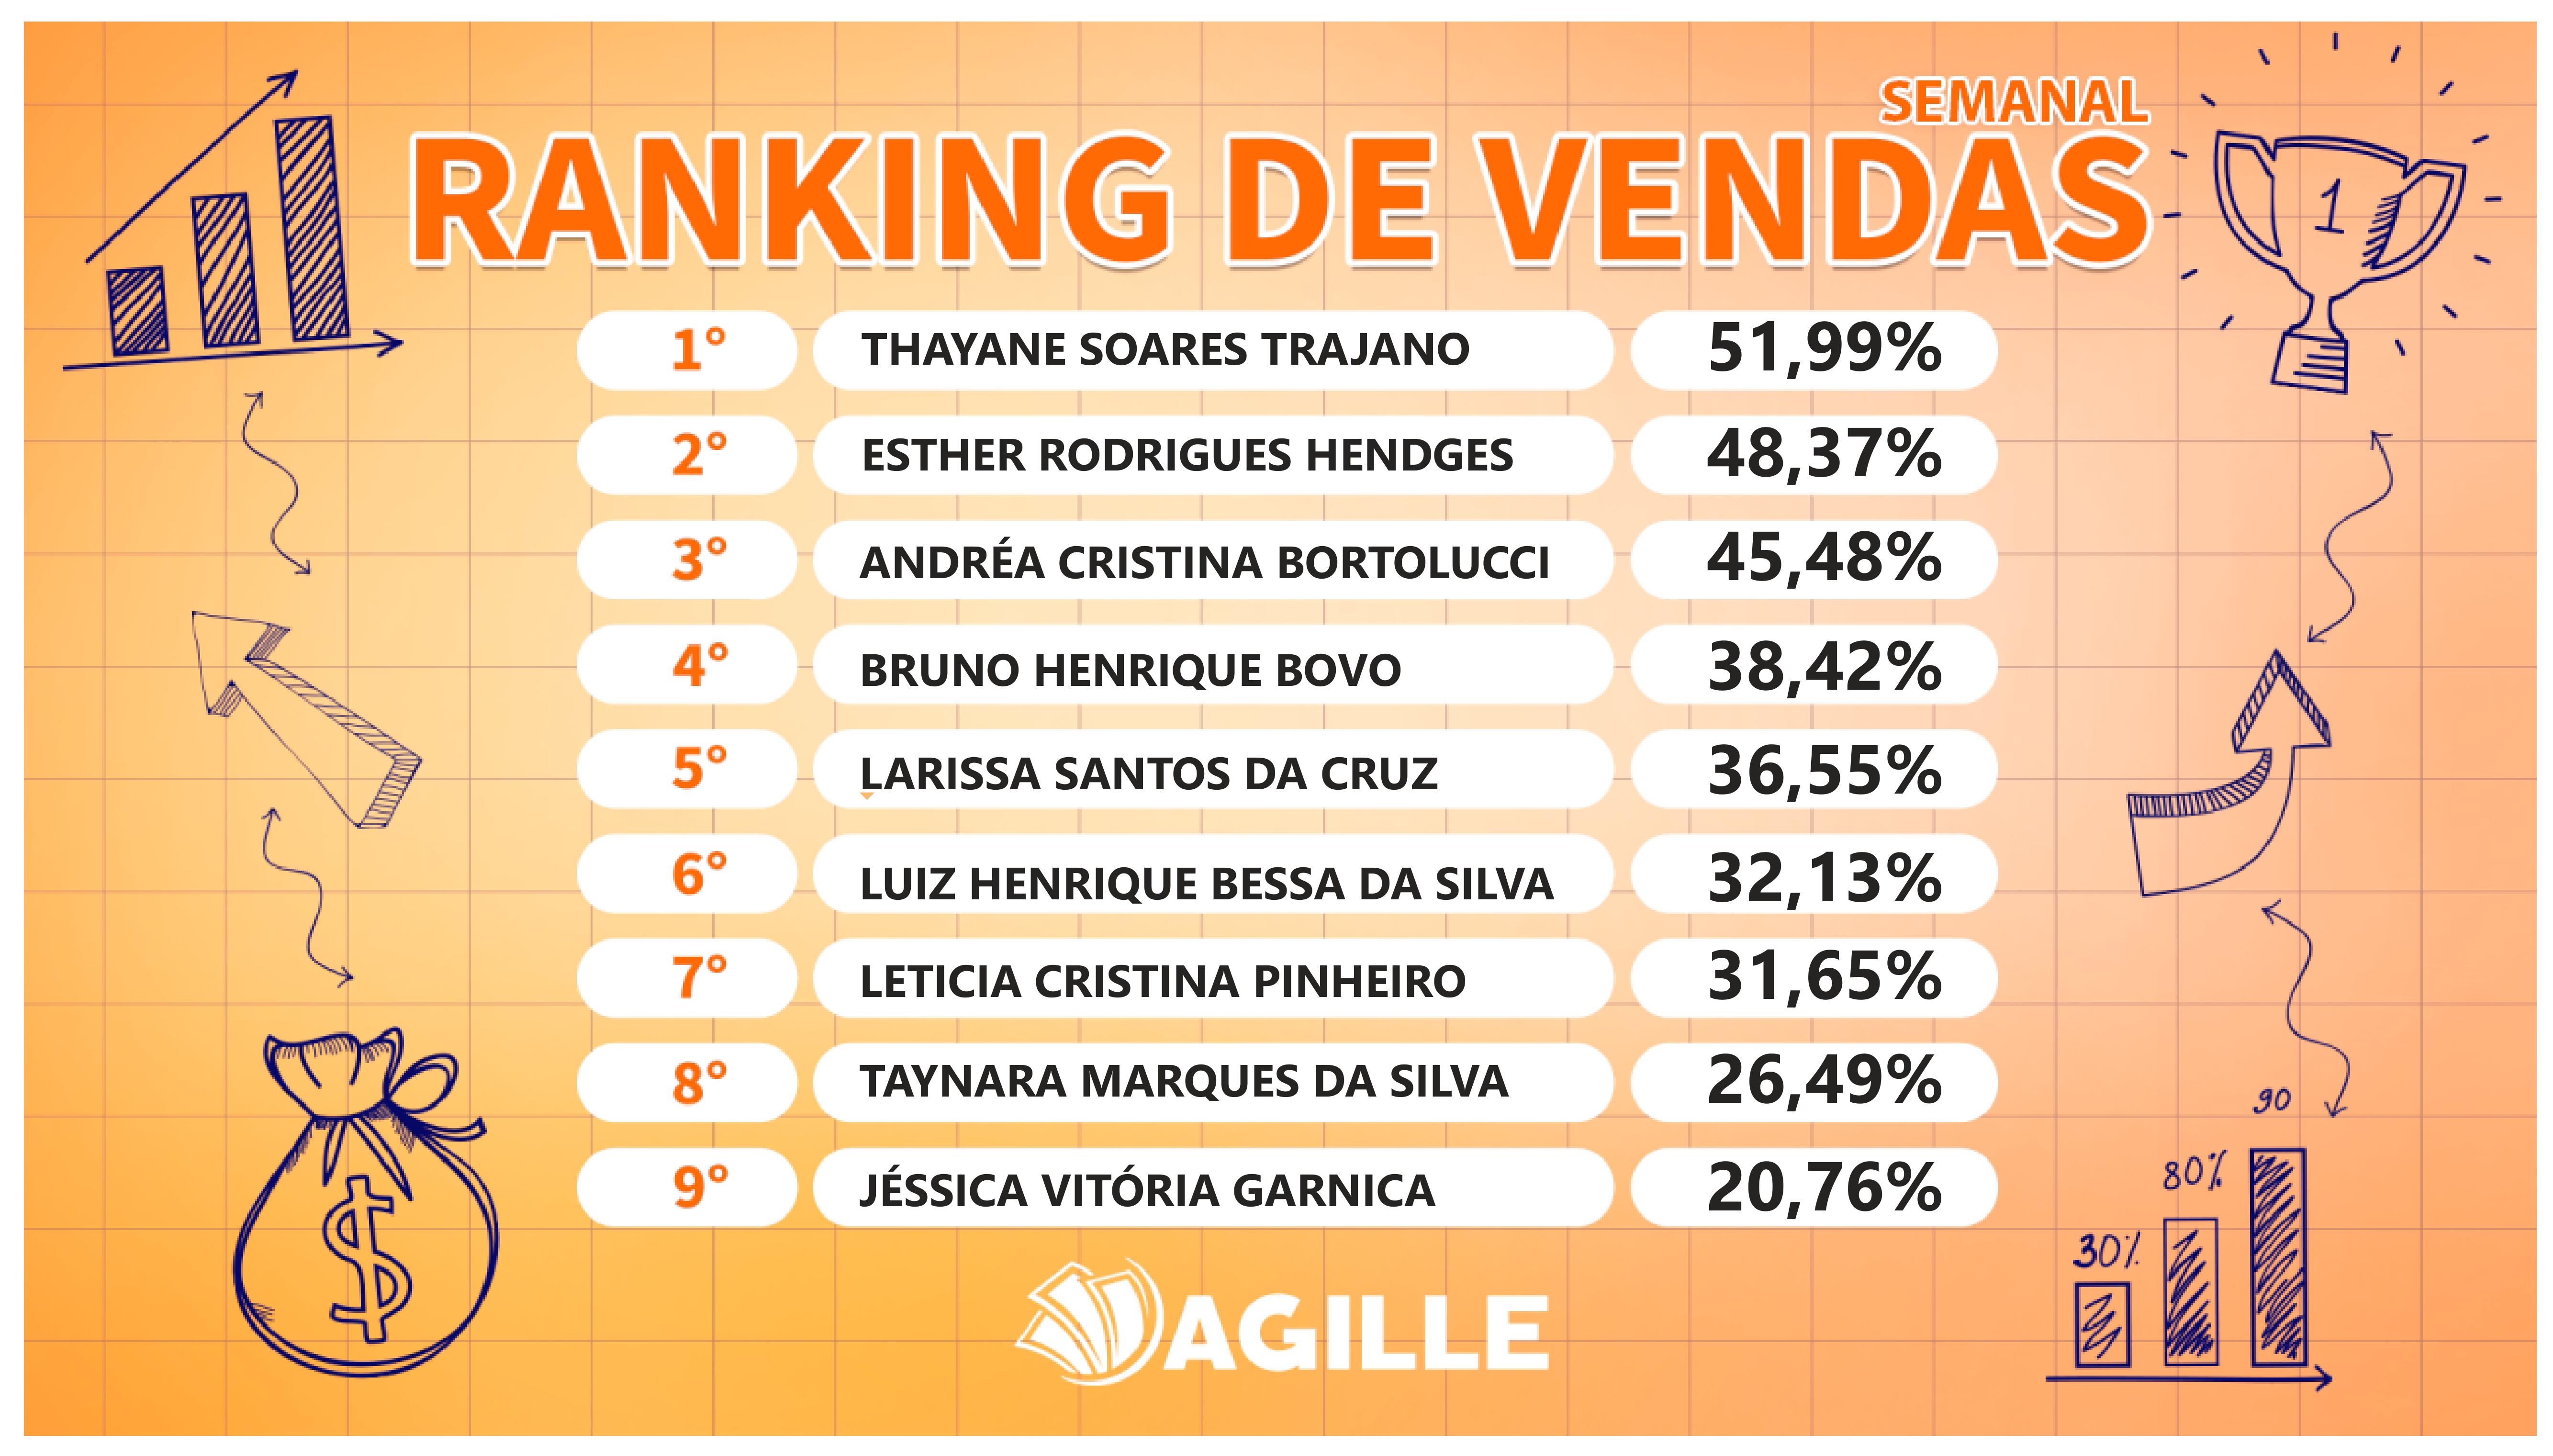 SEMANAL
RANKING DE VENDAS
1
1° THAYANE SOARES TRAJANO 51,99%
2° ESTHER RODRIGUES HENDGES 48,37%
3° ANDRÉA CRISTINA BORTOLUCCI 45,48%
4° BRUNO HENRIQUE BOVO 38,42%
5° LARISSA SANTOS DA CRUZ 36,55%
6° LUIZ HENRIQUE BESSA DA SILVA 32,13%
7° LETICIA CRISTINA PINHEIRO 31,65%
8° TAYNARA MARQUES DA SILVA 26,49%
9° JÉSSICA VITÓRIA GARNICA 20,76%
$
30%
80%
90
AGILLE